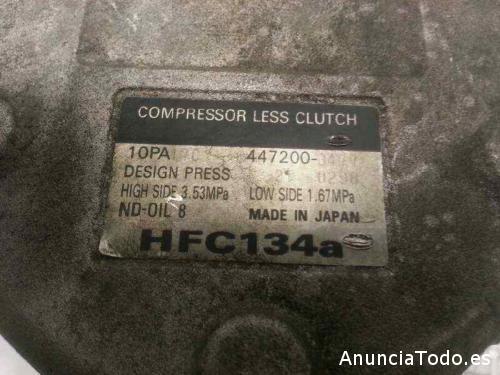 COMPRESSOR LESS CLUTCH
10PA 447200-
DESIGN PRESS
HIGH SIDE 3.53MPa LOW SIDE 1.67MPa
ND-OIL 8 MADE IN JAPAN
HFC134a
AnunciaTodo.es